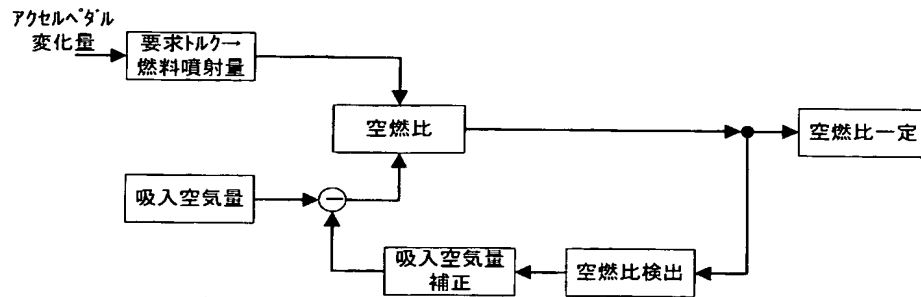 アクセルペダル
変化量
要求トルク→
燃料噴射量
空燃比
空燃比一定
吸入空気量
−
吸入空気量
補正
空燃比検出